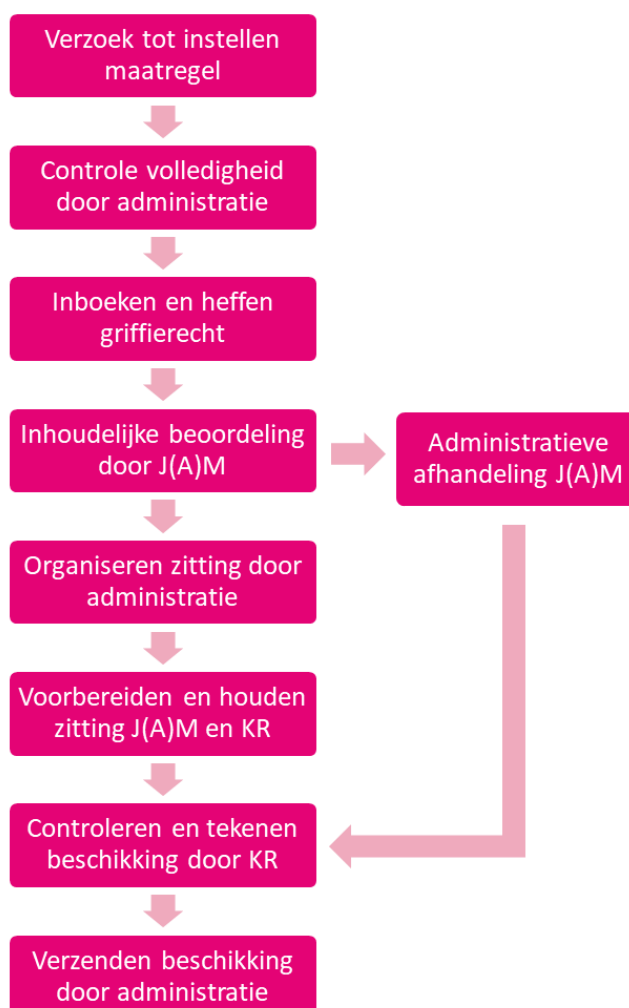 Verzoek tot instellen
maatregel
Controle volledigheid
door administratie
Inboeken en heffen
griffierecht
Inhoudelijke beoordeling
door J(A)M
Administratieve
afhandeling J(A)M
Organiseren zitting door
administratie
Voorbereiden en houden
zitting J(A)M en KR
Controleren en tekenen
beschikking door KR
Verzenden beschikking
door administratie